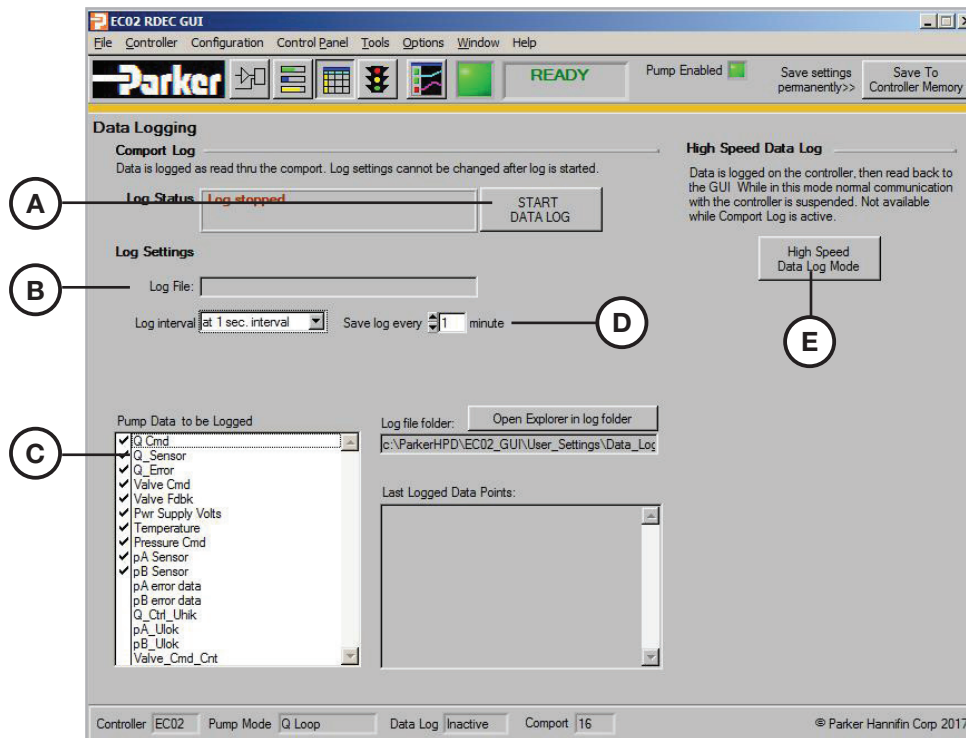 EC02 RDEC GUI
File Controller Configuration Control Panel Tools Options Window Help
Parker
READY
Pump Enabled
Save settings
permanently>>
Save To
Controller Memory
Data Logging
Comport Log
Data is logged as read thru the comport. Log settings cannot be changed after log is started.
A
Log Status
Log stopped
START
DATA LOG
Log Settings
B
Log File:
Log interval
at 1 sec. interval
Save log every 1 minute
D
High Speed Data Log
Data is logged on the controller, then read back to
the GUI While in this mode normal communication
with the controller is suspended. Not available
while Comport Log is active.
High Speed
Data Log Mode
E
Pump Data to be Logged
C
Q Cmd
Q_Sensor
Q_Error
Valve Cmd
Valve Fdbk
Pwr Supply Volts
Temperature
Pressure Cmd
pA Sensor
pB Sensor
pA error data
pB error data
Q_Ctrl_Uhik
pA_Ulok
pB_Ulok
Valve_Cmd_Cnt
Log file folder:
Open Explorer in log folder
c:\ParkerHPD\EC02_GUI\User_Settings\Data_Log
Last Logged Data Points:
Controller EC02 Pump Mode Q Loop Data Log Inactive Comport 16 © Parker Hannifin Corp 2017